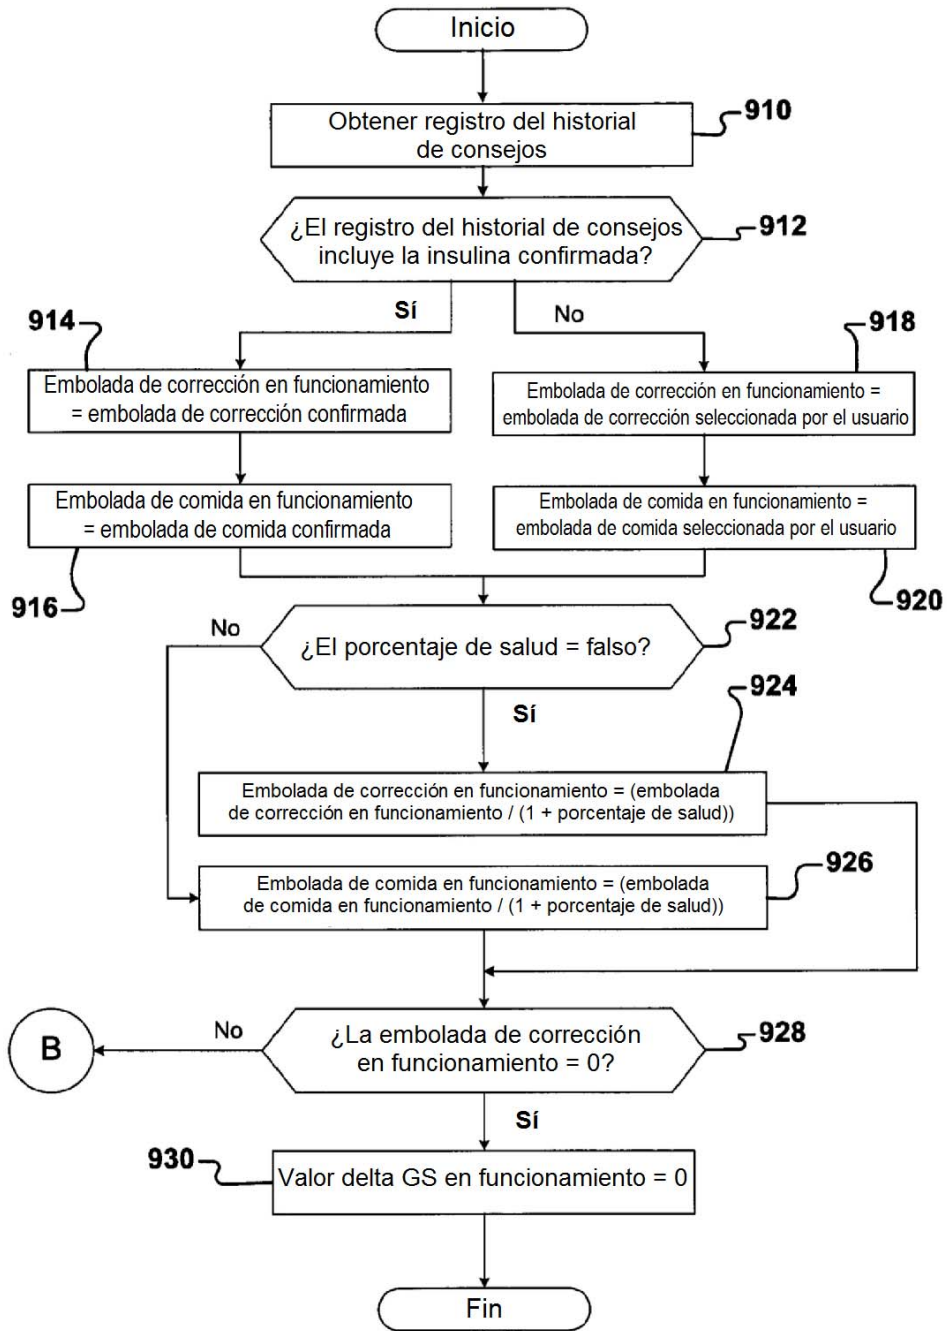 Inicio
Obtener registro del historial
de consejos
910
¿El registro del historial de consejos
incluye la insulina confirmada?
912
Sí
No
914
918
Embolada de corrección en funcionamiento
= embolada de corrección confirmada
Embolada de corrección en funcionamiento =
embolada de corrección seleccionada por el usuario
Embolada de comida en funcionamiento
= embolada de comida confirmada
Embolada de comida en funcionamiento =
embolada de comida seleccionada por el usuario
916
920
No
¿El porcentaje de salud = falso?
922
Sí
924
Embolada de corrección en funcionamiento = (embolada
de corrección en funcionamiento / (1 + porcentaje de salud))
Embolada de comida en funcionamiento = (embolada
de comida en funcionamiento / (1 + porcentaje de salud))
926
B
No
¿La embolada de corrección
en funcionamiento = 0?
928
Sí
930
Valor delta GS en funcionamiento = 0
Fin